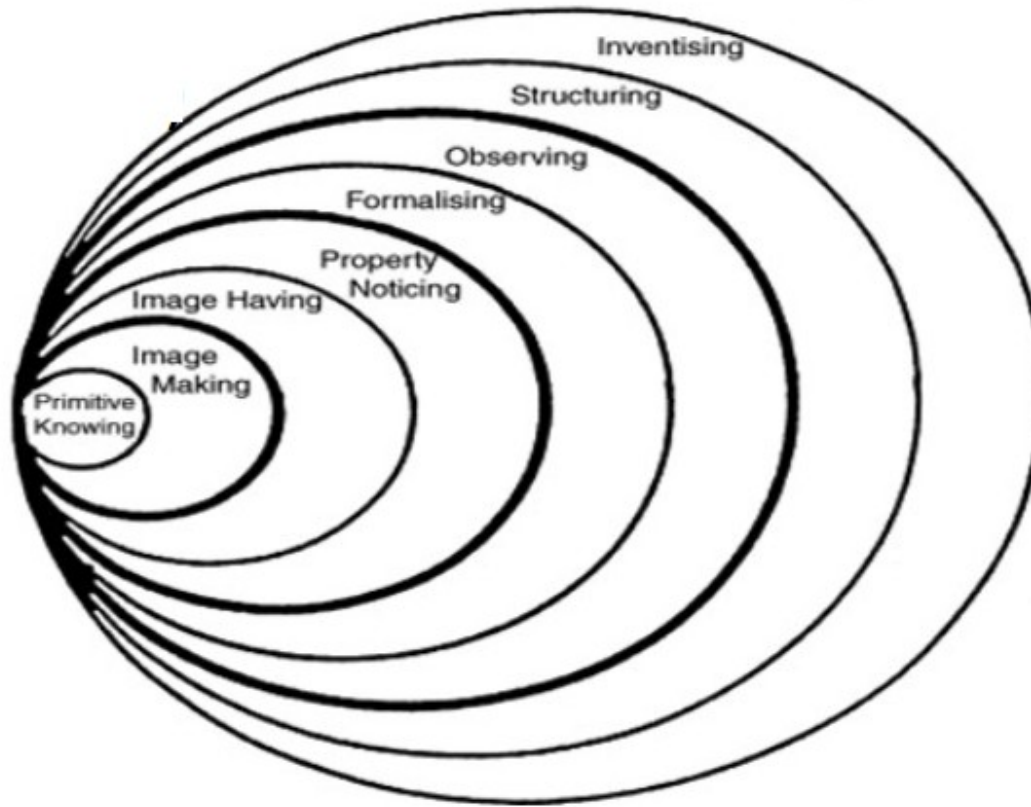 Inventising
Structuring
Observing
Formalising
Property
Noticing
Image Having
Image
Making
Primitive
Knowing